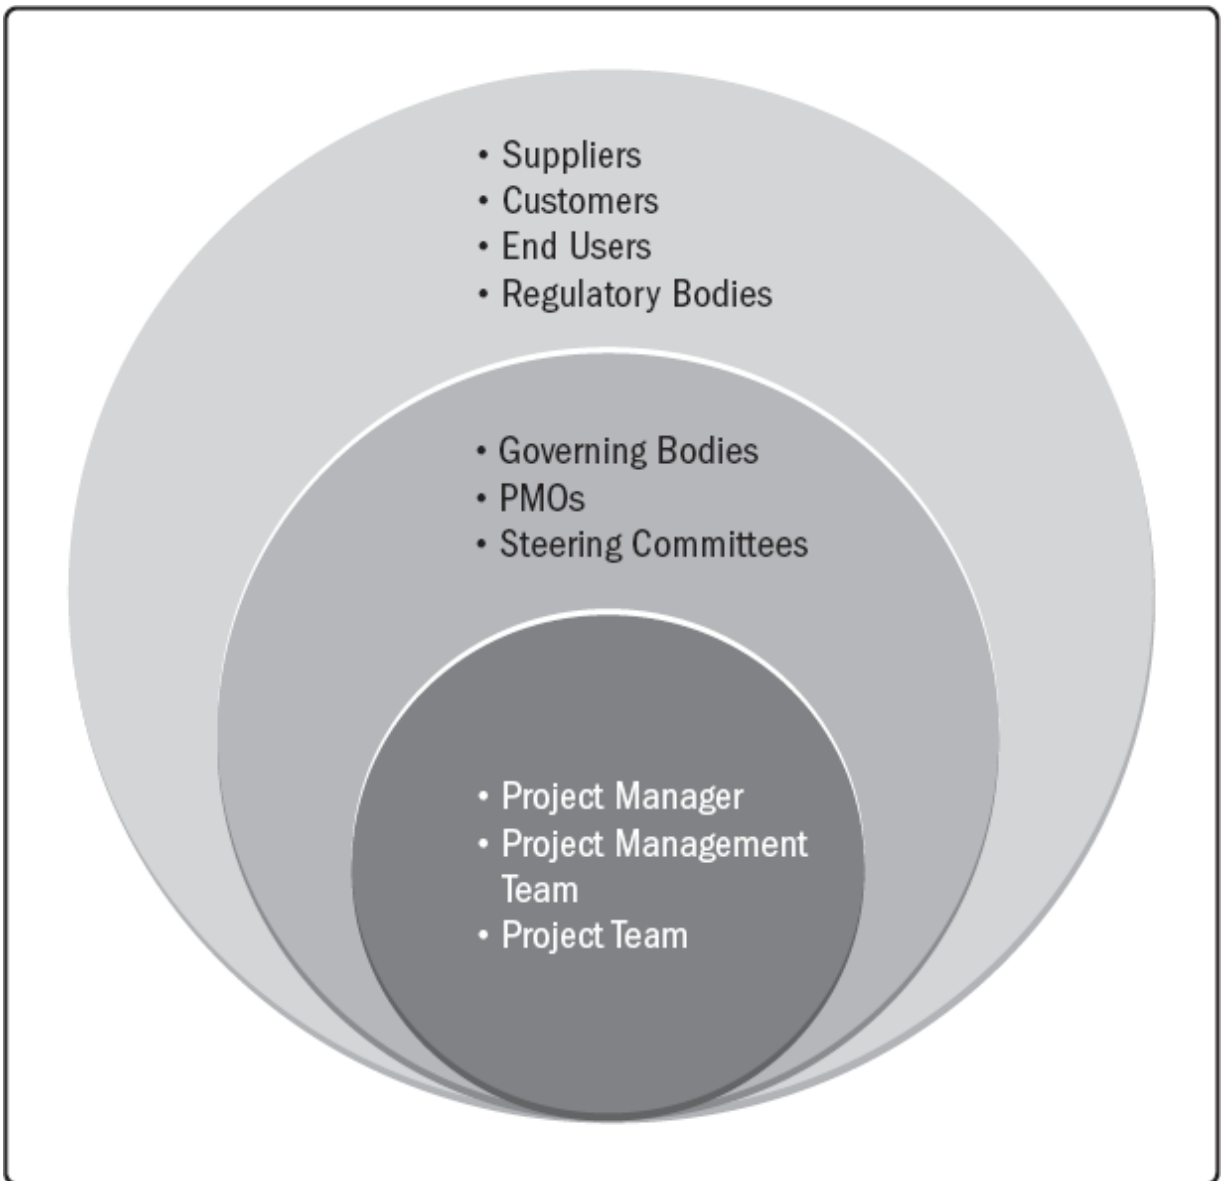 • Suppliers
• Customers
• End Users
• Regulatory Bodies
• Governing Bodies
• PMOs
• Steering Committees
• Project Manager
• Project Management
Team
• Project Team